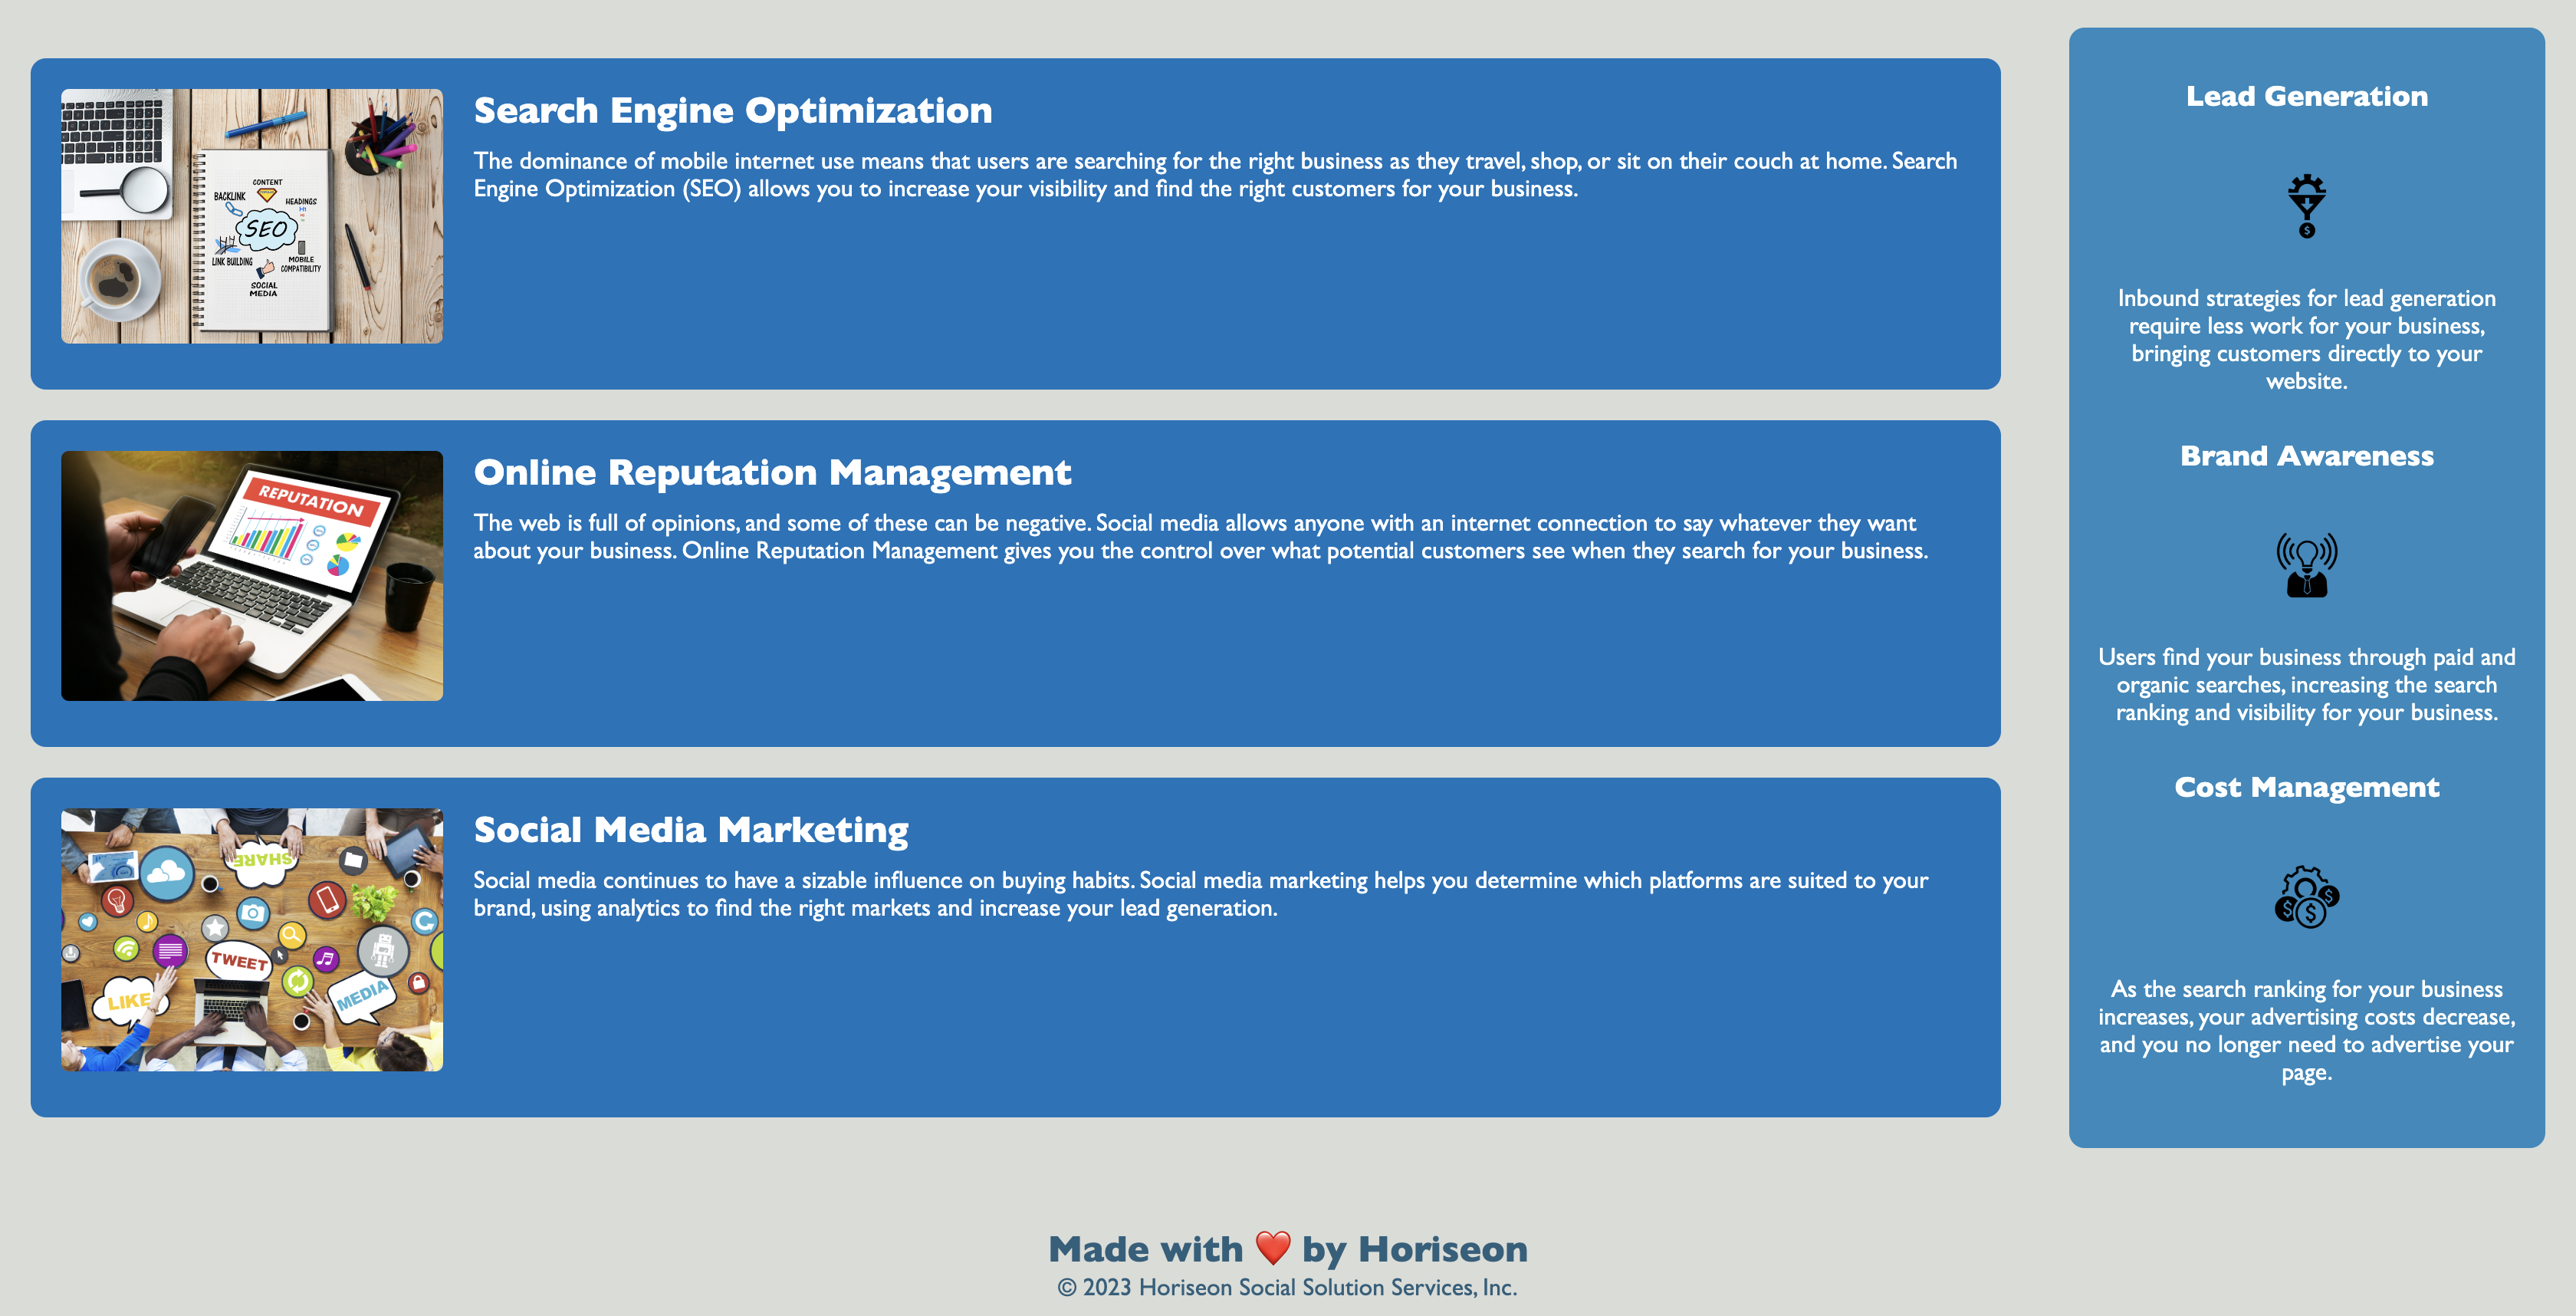 Search Engine Optimization
The dominance of mobile internet use means that users are searching for the right business as they travel, shop, or sit on their couch at home. Search
Engine Optimization (SEO) allows you to increase your visibility and find the right customers for your business.
CONTENT
BACKLINK
HEADINGS
H1
SEO
LINK BUILDING
MOBILE
COMPATIBILITY
SOCIAL
MEDIA
Online Reputation Management
The web is full of opinions, and some of these can be negative. Social media allows anyone with an internet connection to say whatever they want
about your business. Online Reputation Management gives you the control over what potential customers see when they search for your business.
REPUTATION
Social Media Marketing
Social media continues to have a sizable influence on buying habits. Social media marketing helps you determine which platforms are suited to your
brand, using analytics to find the right markets and increase your lead generation.
SHARE
TWEET
LIKE
MEDIA
Lead Generation
$
Inbound strategies for lead generation
require less work for your business,
bringing customers directly to your
website.
Brand Awareness
Users find your business through paid and
organic searches, increasing the search
ranking and visibility for your business.
Cost Management
$ $ $
As the search ranking for your business
increases, your advertising costs decrease,
and you no longer need to advertise your
page.
Made with ❤️ by Horiseon
© 2023 Horiseon Social Solution Services, Inc.